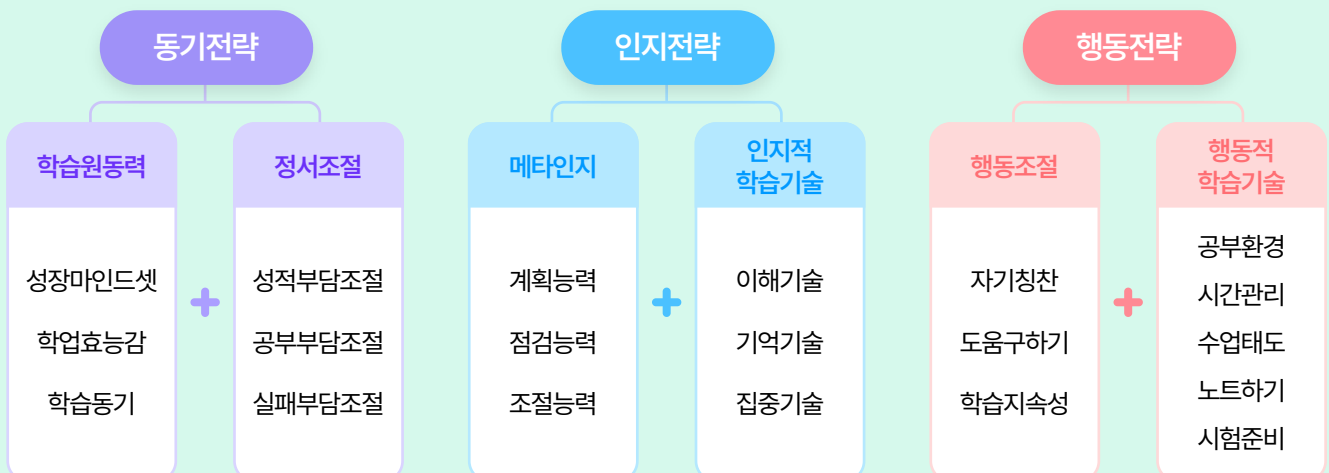 동기전략
학습원동력
성장마인드셋
학업효능감
학습동기
정서조절
성적부담조절
공부부담조절
실패부담조절
인지전략
메타인지
계획능력
점검능력
조절능력
인지적
학습기술
이해기술
기억기술
집중기술
행동전략
행동조절
자기칭찬
도움구하기
학습지속성
행동적
학습기술
공부환경
시간관리
수업태도
노트하기
시험준비